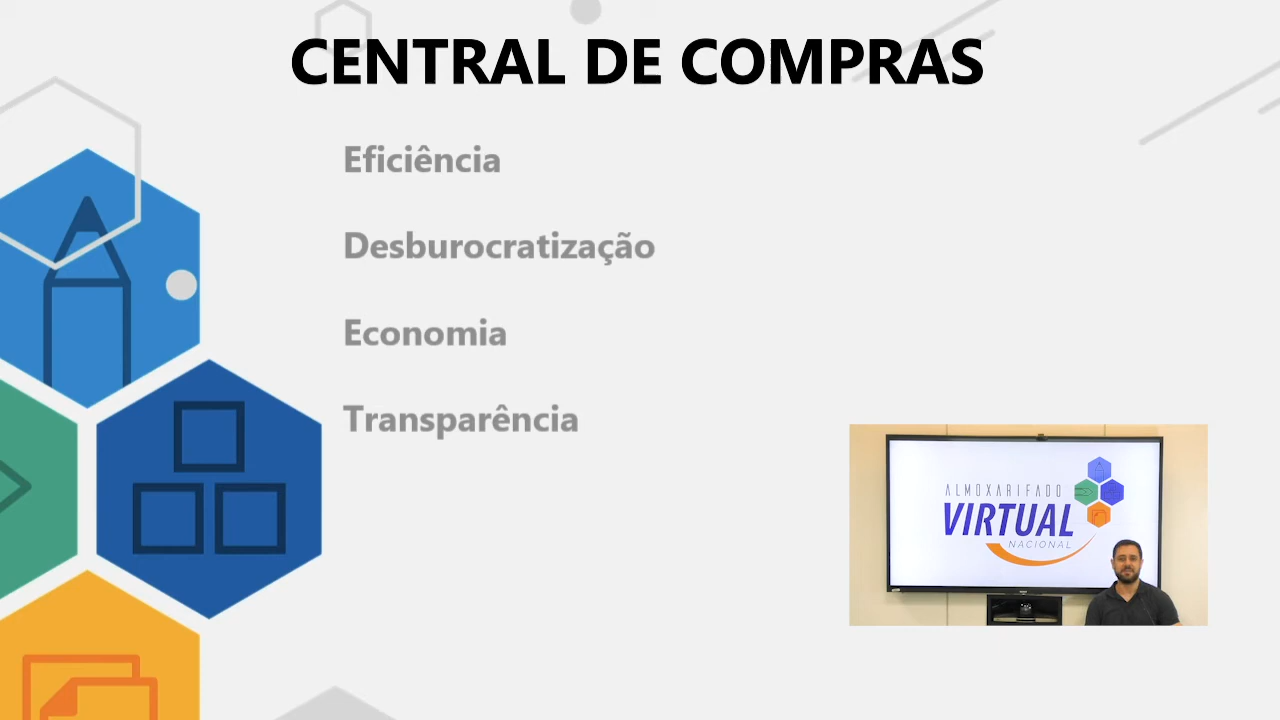 CENTRAL DE COMPRAS
Eficiência
Desburocratização
Economia
Transparência
ALMOXARIFADO
VIRTUAL
NACIONAL